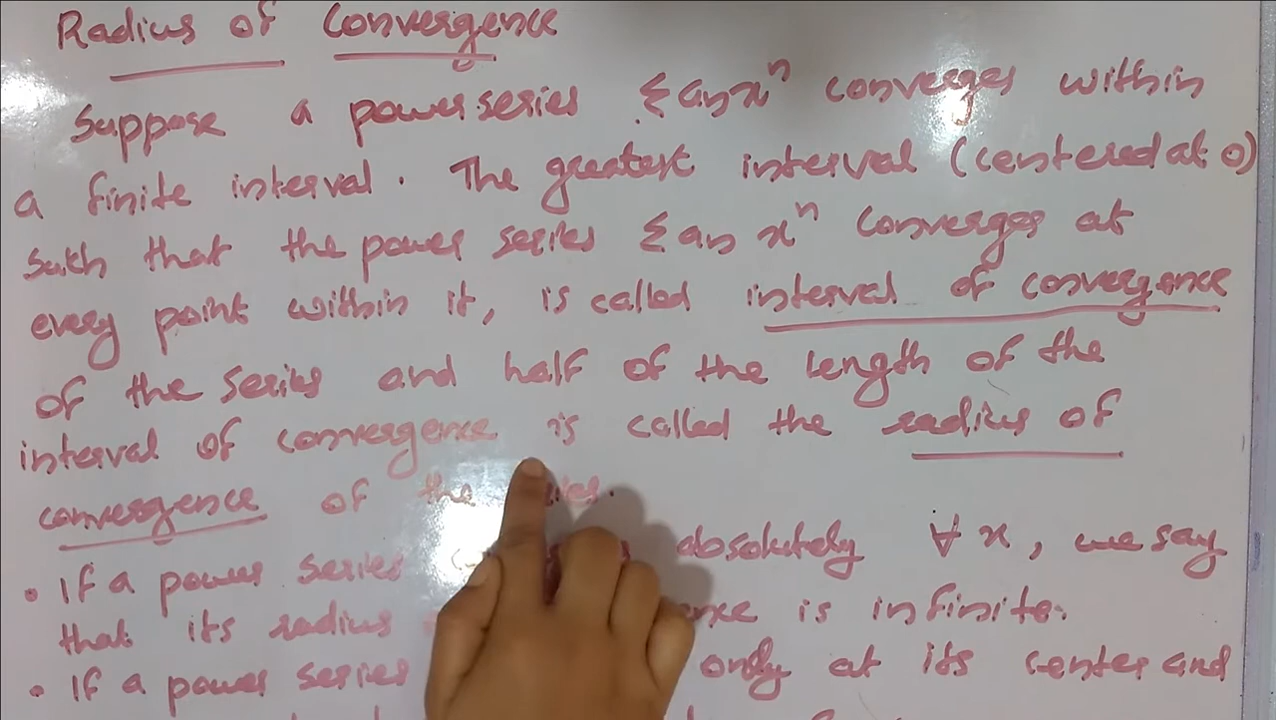 Radius of Convergence
Suppose a power series Σanxⁿ converges within
a finite interval. The greatest interval (centered at 0)
such that the power series Σan xⁿ converges at
every point within it, is called interval of convergence
of the series and half of the length of the
interval of convergence is called the radius of
convergence of the
• If a power series absolutely ∀ x, we say
that its radius is infinite.
• If a power series only at its center and